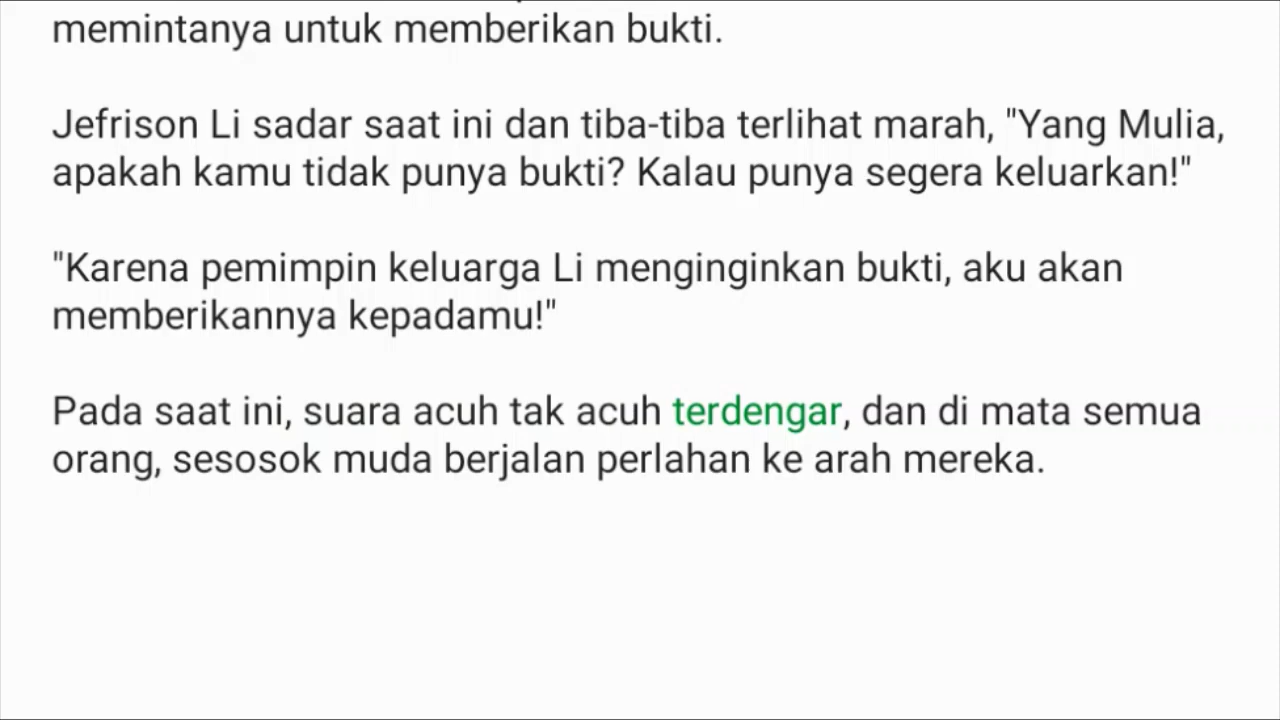 memintanya untuk memberikan bukti.
Jefrison Li sadar saat ini dan tiba-tiba terlihat marah, "Yang Mulia,
apakah kamu tidak punya bukti? Kalau punya segera keluarkan!"
"Karena pemimpin keluarga Li menginginkan bukti, aku akan
memberikannya kepadamu!"
Pada saat ini, suara acuh tak acuh terdengar, dan di mata semua
orang, sesosok muda berjalan perlahan ke arah mereka.